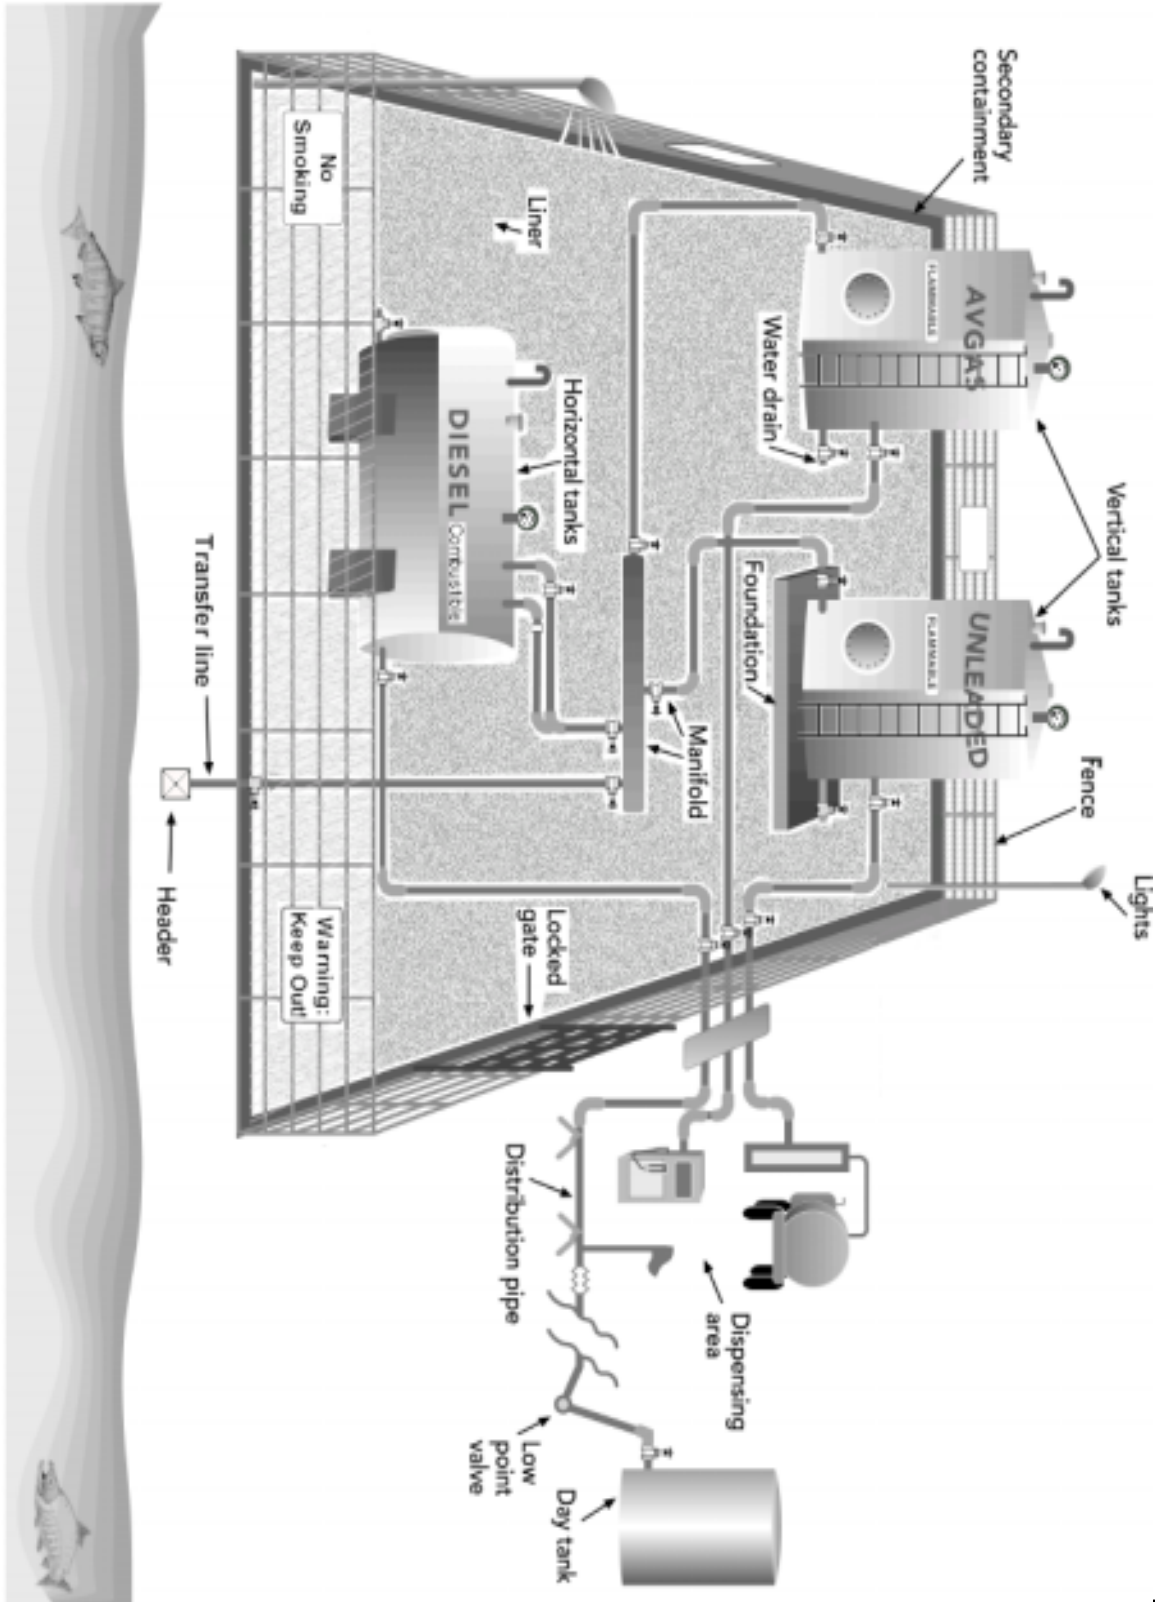 Secondary
containment
Vertical tanks
Fence
Lights
AVGAS
FLAMMABLE
UNLEADED
FLAMMABLE
Water drain
Foundation
Manifold
Liner
Horizontal tanks
DIESEL Combustible
Locked
gate
Dispensing
area
Distribution pipe
Low
point
valve
Day tank
No
Smoking
Warning:
Keep Out!
Transfer line
Header